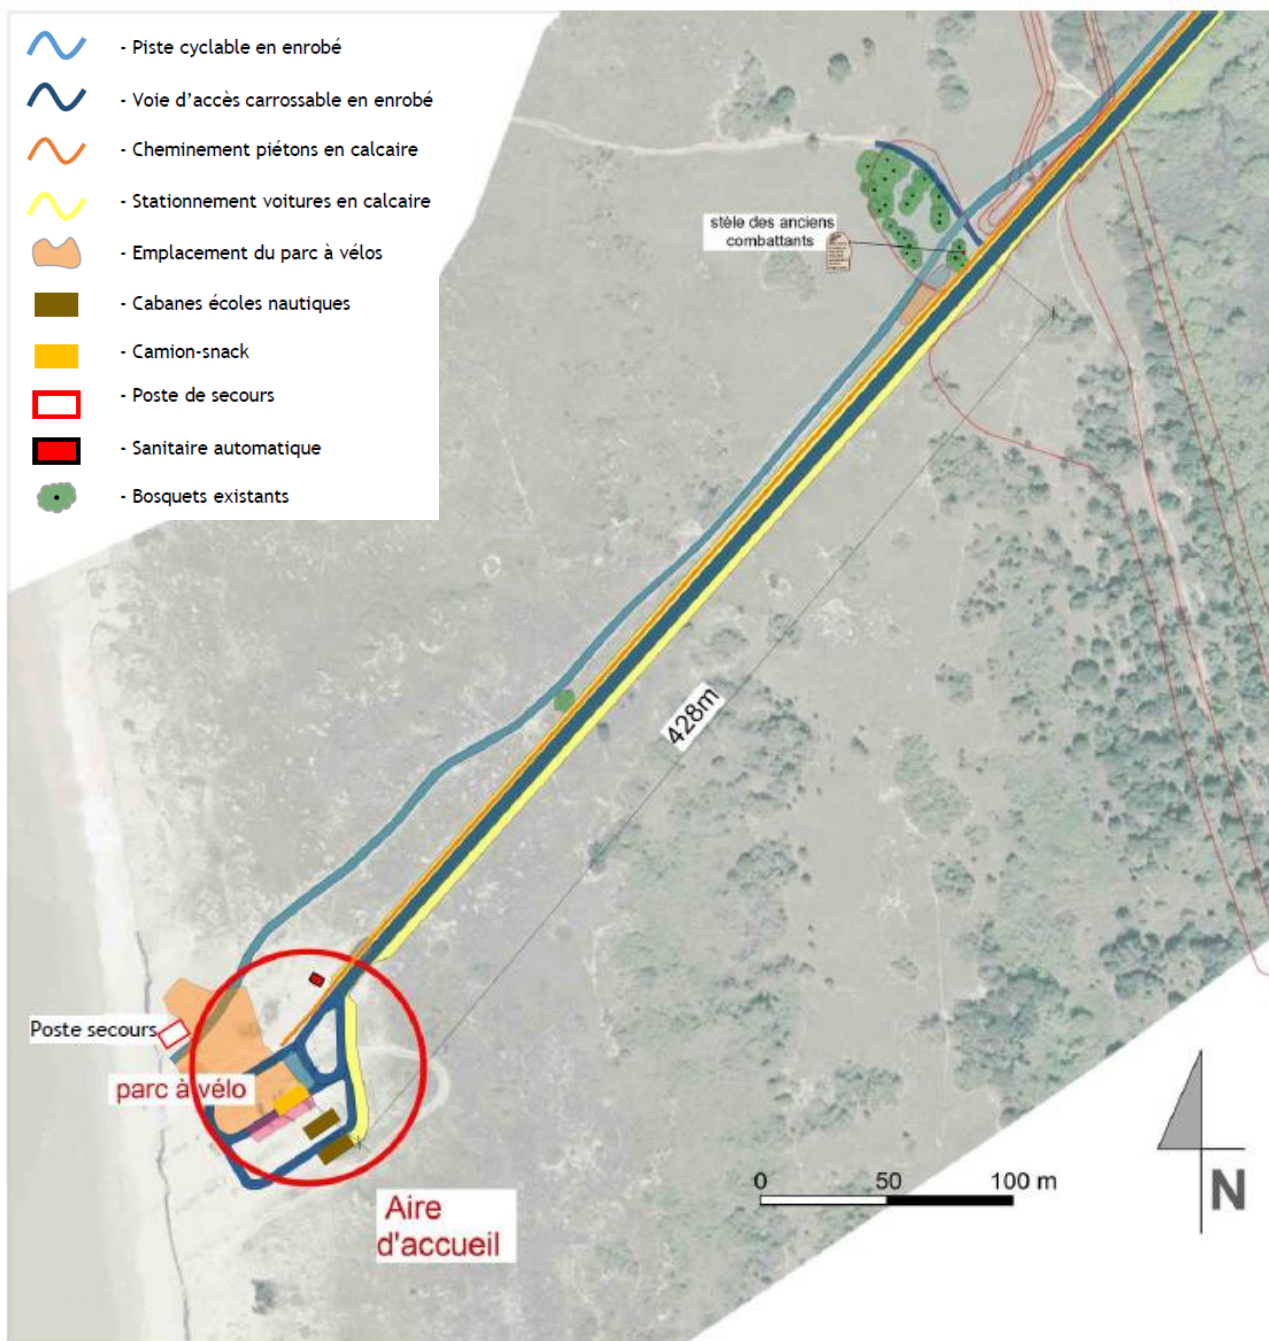 - Piste cyclable en enrobé
- Voie d'accès carrossable en enrobé
- Cheminement piétons en calcaire
- Stationnement voitures en calcaire
- Emplacement du parc à vélos
- Cabanes écoles nautiques
- Camion-snack
- Poste de secours
- Sanitaire automatique
- Bosquets existants
stèle des anciens
combattants
428m
Poste secours
parc à vélo
Aire
d'accueil
0 50 100 m
N